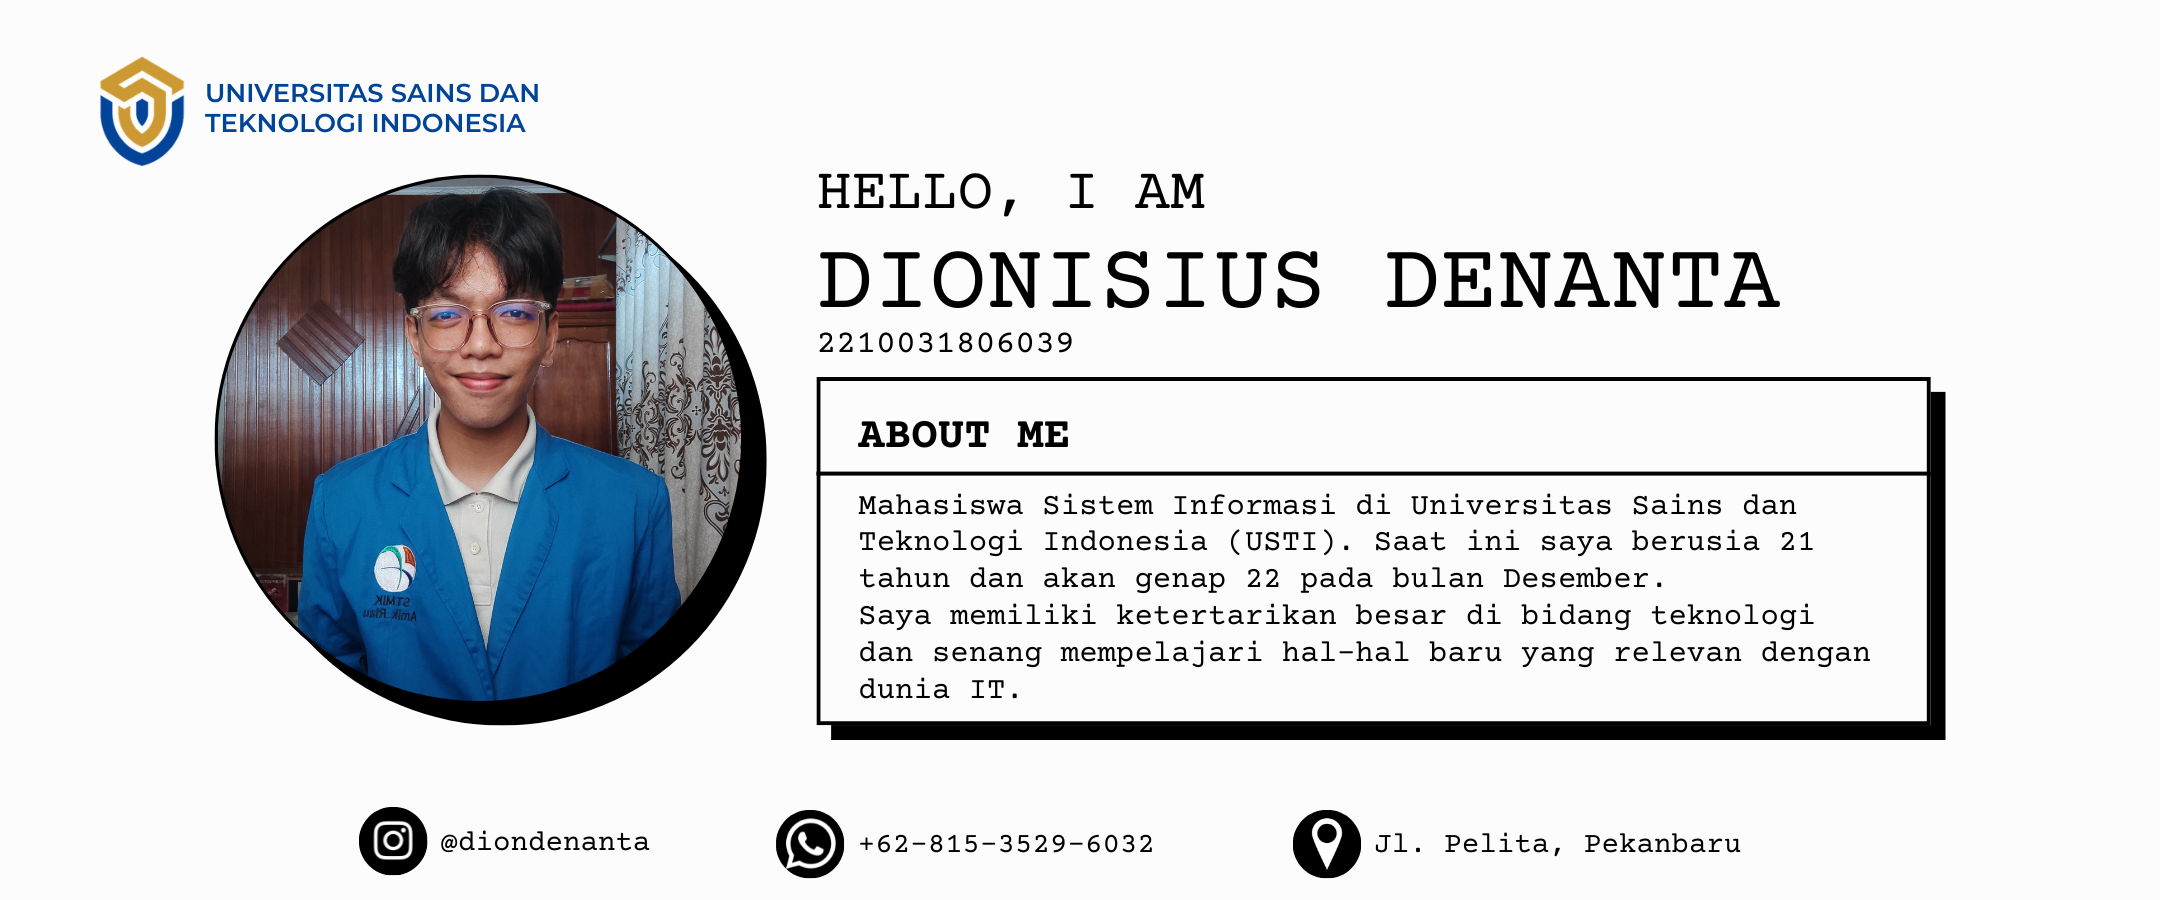 UNIVERSITAS SAINS DAN
TEKNOLOGI INDONESIA
HELLO, I AM
DIONISIUS DENANTA
2210031806039
ABOUT ME
Mahasiswa Sistem Informasi di Universitas Sains dan
Teknologi Indonesia (USTI). Saat ini saya berusia 21
tahun dan akan genap 22 pada bulan Desember.
Saya memiliki ketertarikan besar di bidang teknologi
dan senang mempelajari hal-hal baru yang relevan dengan
dunia IT.
STMIK
Amik Riau
@diondenanta
+62-815-3529-6032
Jl. Pelita, Pekanbaru